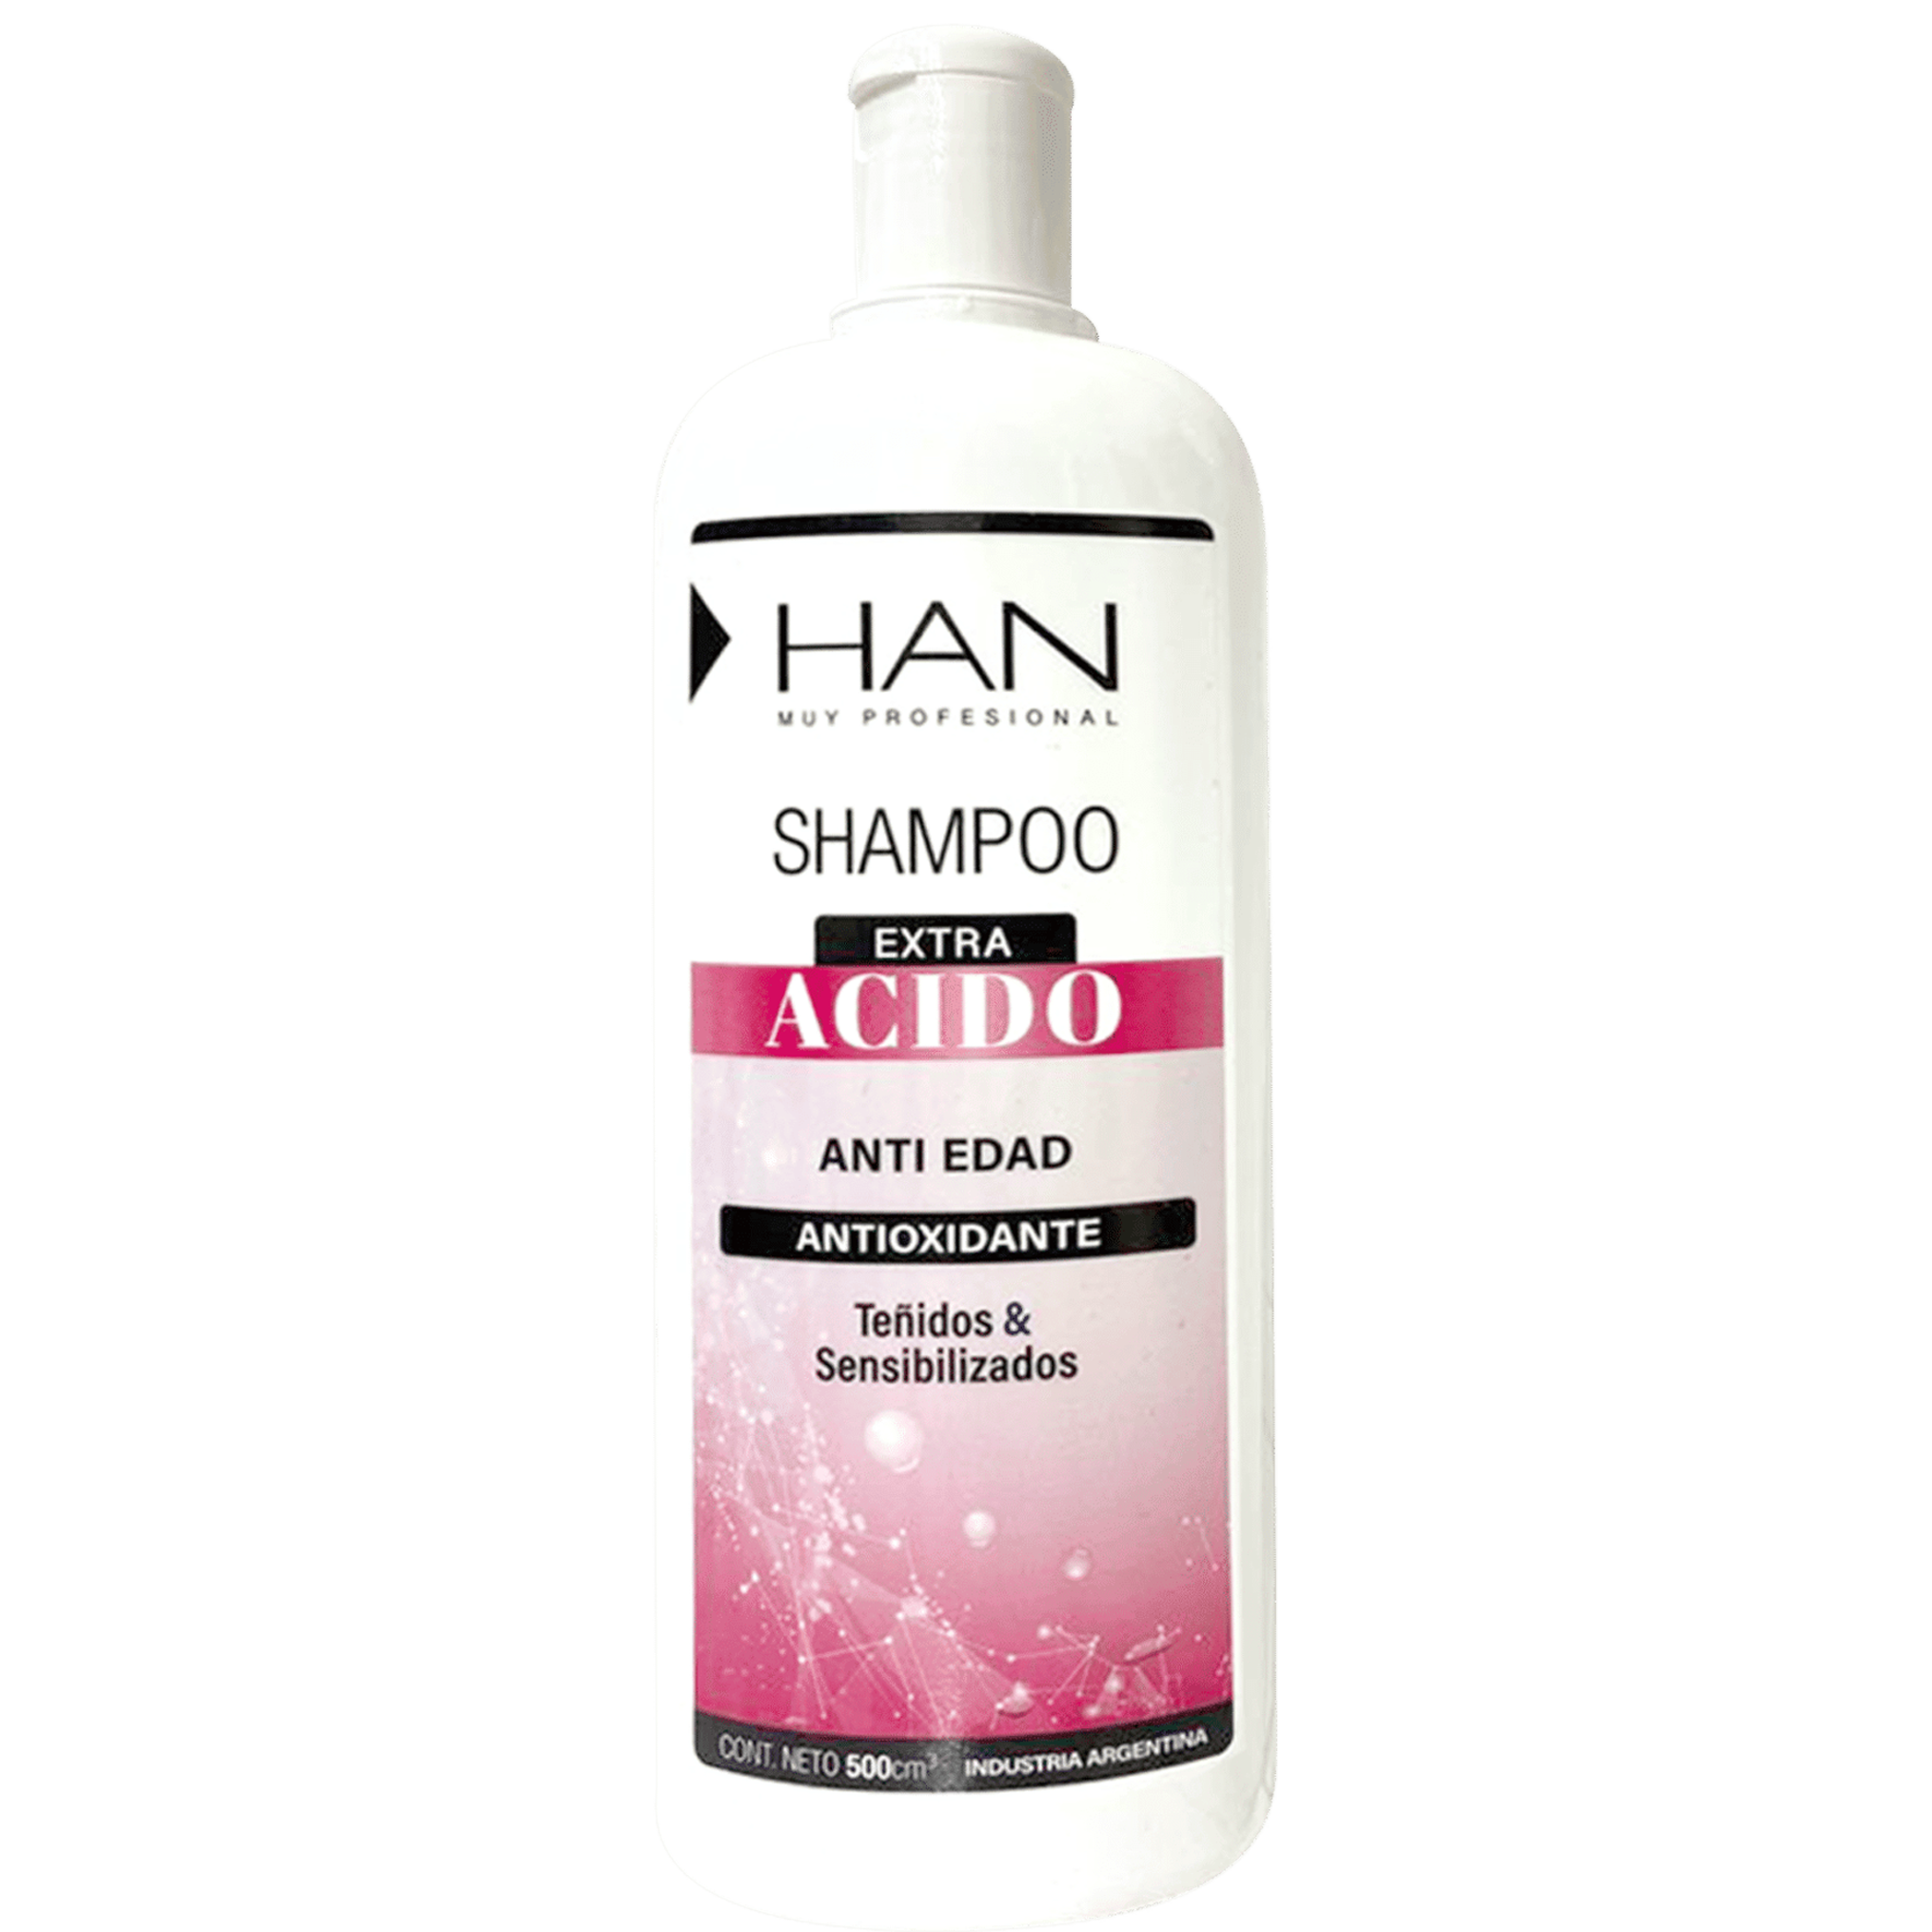 HAN
MUY PROFESIONAL
SHAMPOO
EXTRA
ACIDO
ANTI EDAD
ANTIOXIDANTE
Teñidos &
Sensibilizados
CONT. NETO 500cm³ INDUSTRIA ARGENTINA